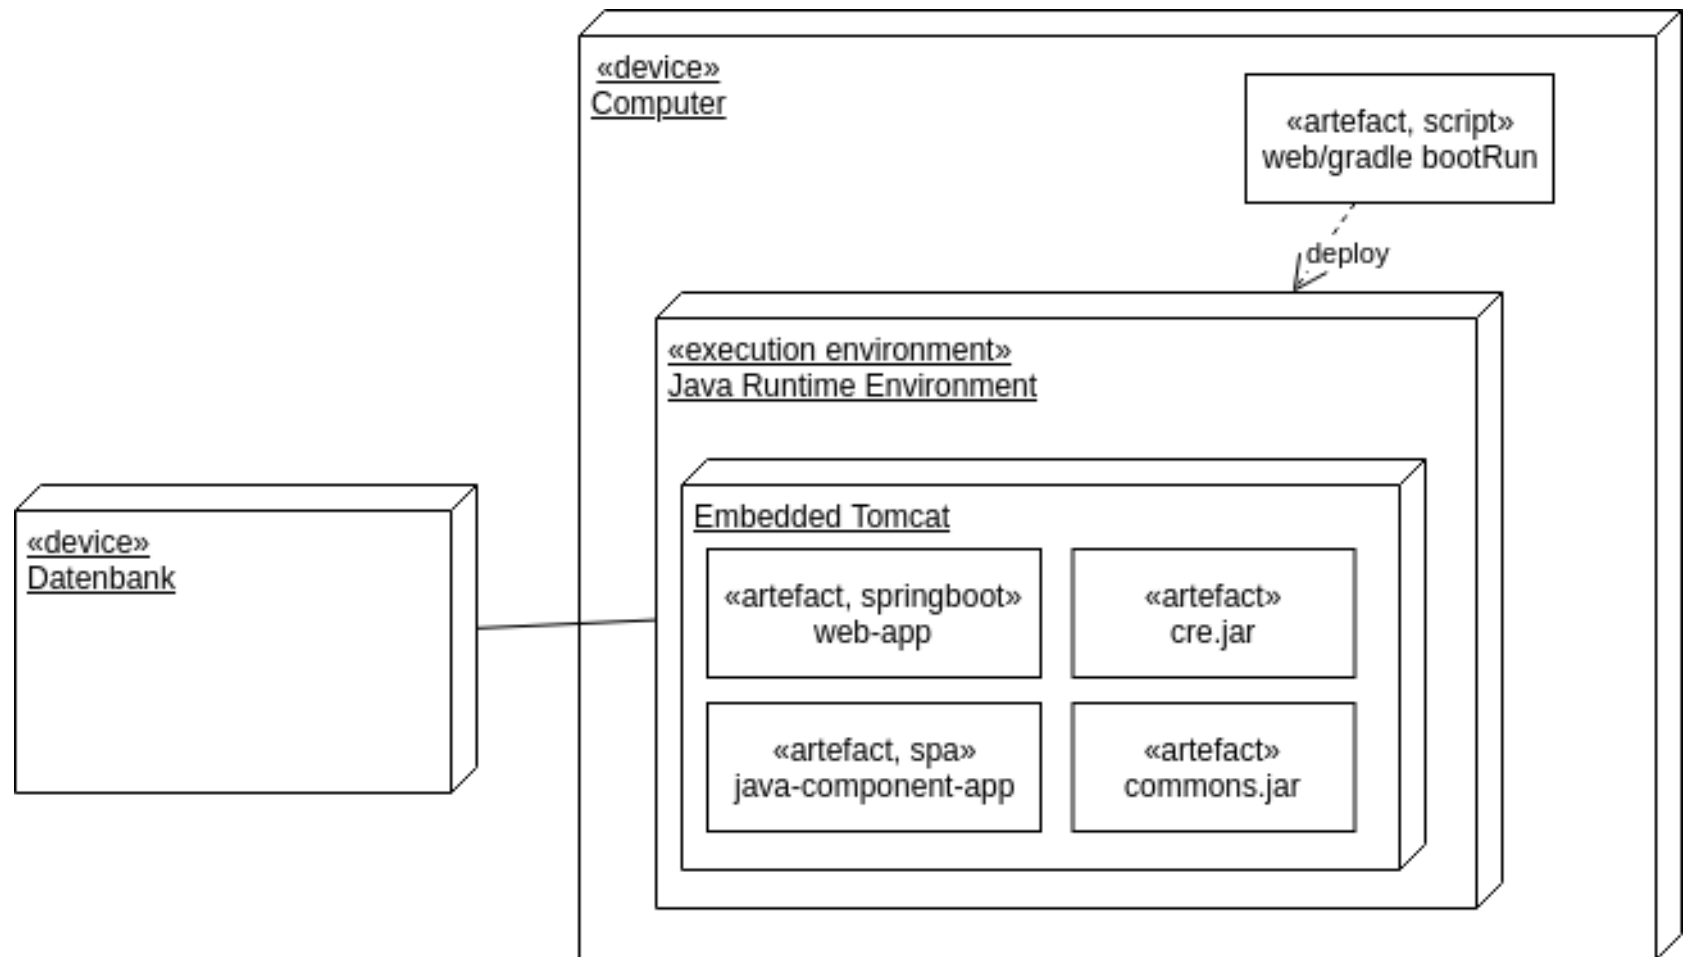 «device»
Computer
«artefact, script»
web/gradle bootRun
deploy
«execution environment»
Java Runtime Environment
Embedded Tomcat
«device»
Datenbank
«artefact, springboot»
web-app
«artefact»
cre.jar
«artefact, spa»
java-component-app
«artefact»
commons.jar